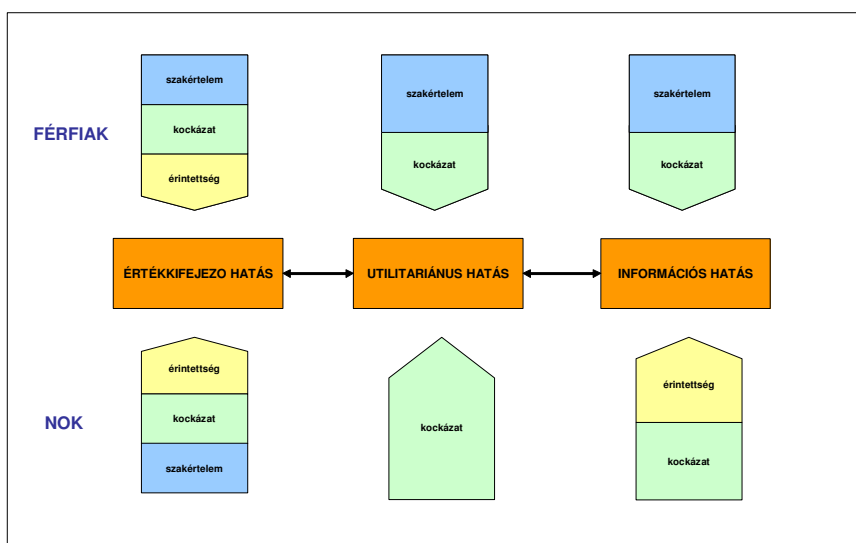 szakértelem
szakértelem
szakértelem
FÉRFIAK
kockázat
kockázat
kockázat
érintettség
ÉRTÉKKIFEJEZO HATÁS
UTILITARIÁNUS HATÁS
INFORMÁCIÓS HATÁS
érintettség
érintettség
NOK
kockázat
kockázat
kockázat
szakértelem